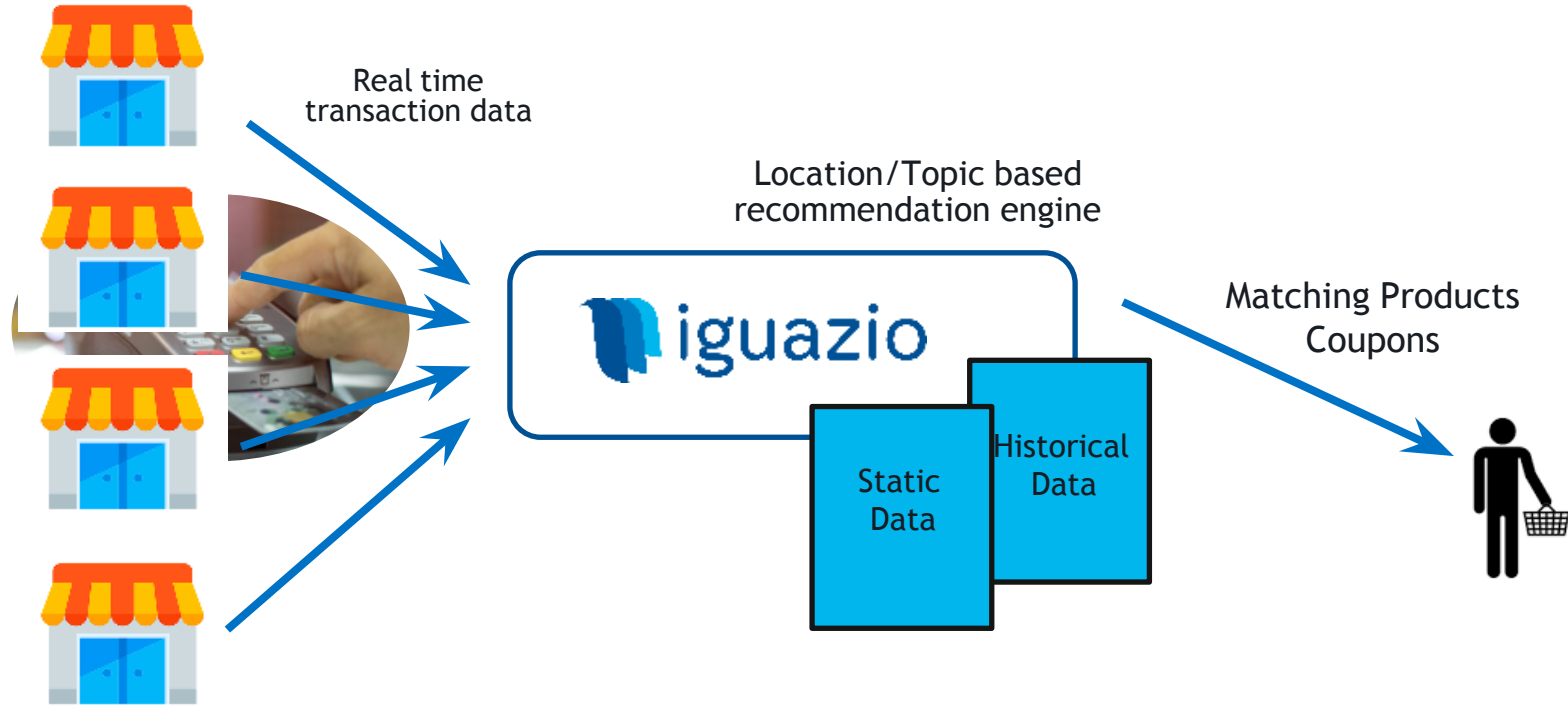 Real time
transaction data
Location/Topic based
recommendation engine
iguazio
Matching Products
Coupons
Historical
Data
Static
Data